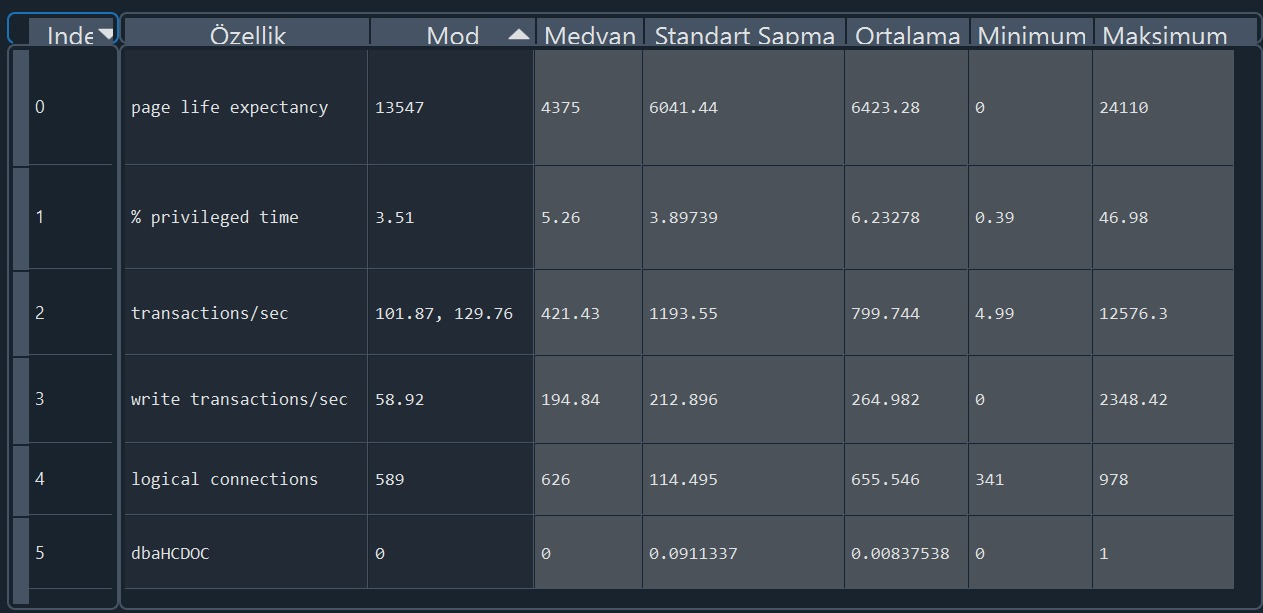 Index Özellik Mod Medyan Standart Sapma Ortalama Minimum Maksimum
0 page life expectancy 13547 4375 6041.44 6423.28 0 24110
1 % privileged time 3.51 5.26 3.89739 6.23278 0.39 46.98
2 transactions/sec 101.87, 129.76 421.43 1193.55 799.744 4.99 12576.3
3 write transactions/sec 58.92 194.84 212.896 264.982 0 2348.42
4 logical connections 589 626 114.495 655.546 341 978
5 dbaHCDOC 0 0 0.0911337 0.00837538 0 1